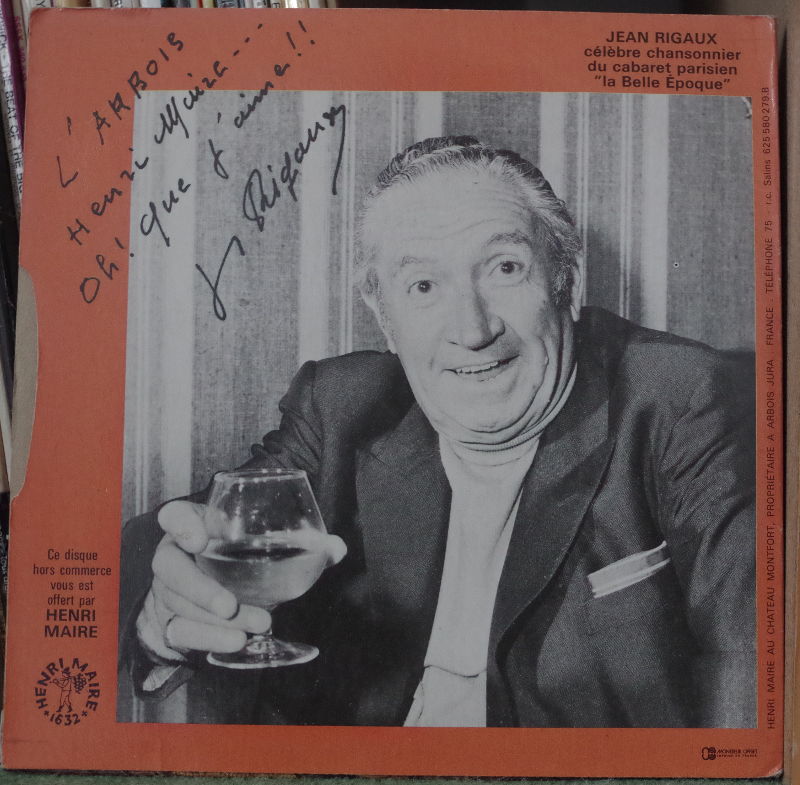 L'ARBOIS
Henri Maire---
Oh! que j'aime!!
J Rigaux
JEAN RIGAUX
célèbre chansonnier
du cabaret parisien
"la Belle Époque"
Ce disque
hors commerce
vous est
offert par
HENRI
MAIRE
HENRI MAIRE
*1632*
HENRI MAIRE AU CHATEAU MONTFORT, PROPRIÉTAIRE A ARBOIS JURA . FRANCE . TÉLÉPHONE 75 r.c. Salins 625 580 279.B